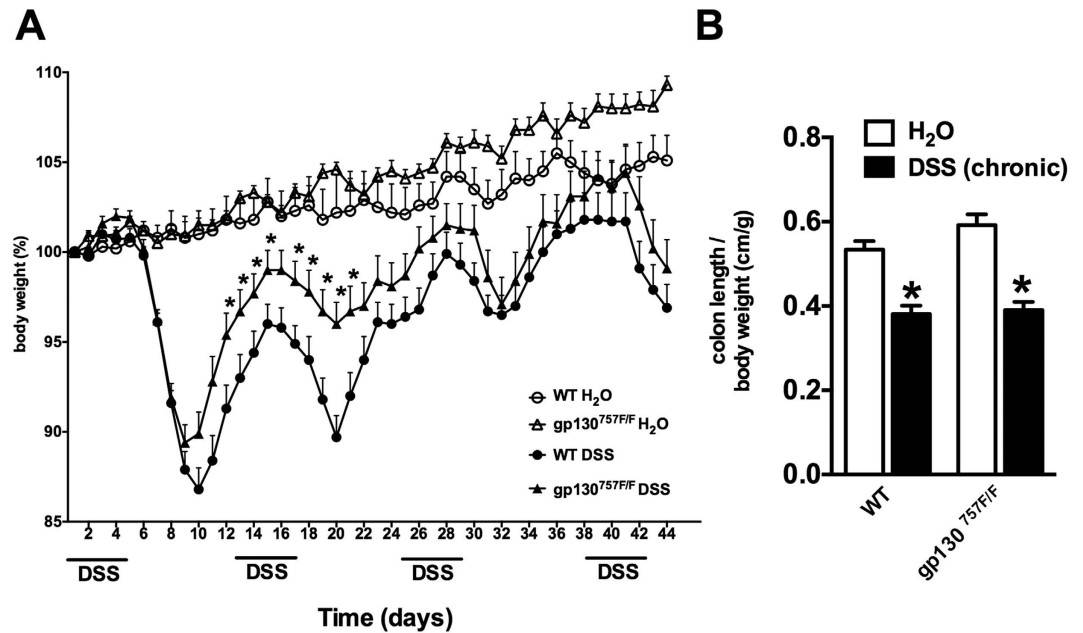 A
body weight (%)
110
105
100
95
90
85
* * * * * * * * * *
WT H₂O
gp130⁷⁵⁷ᶠ/ᶠ H₂O
WT DSS
gp130⁷⁵⁷ᶠ/ᶠ DSS
2 4 6 8 10 12 14 16 18 20 22 24 26 28 30 32 34 36 38 40 42 44
DSS DSS DSS DSS
Time (days)
B
H₂O
DSS (chronic)
colon length /
body weight (cm/g)
0.8
0.6
0.4
0.2
0.0
* *
WT
gp130 ⁷⁵⁷ᶠ/ᶠ